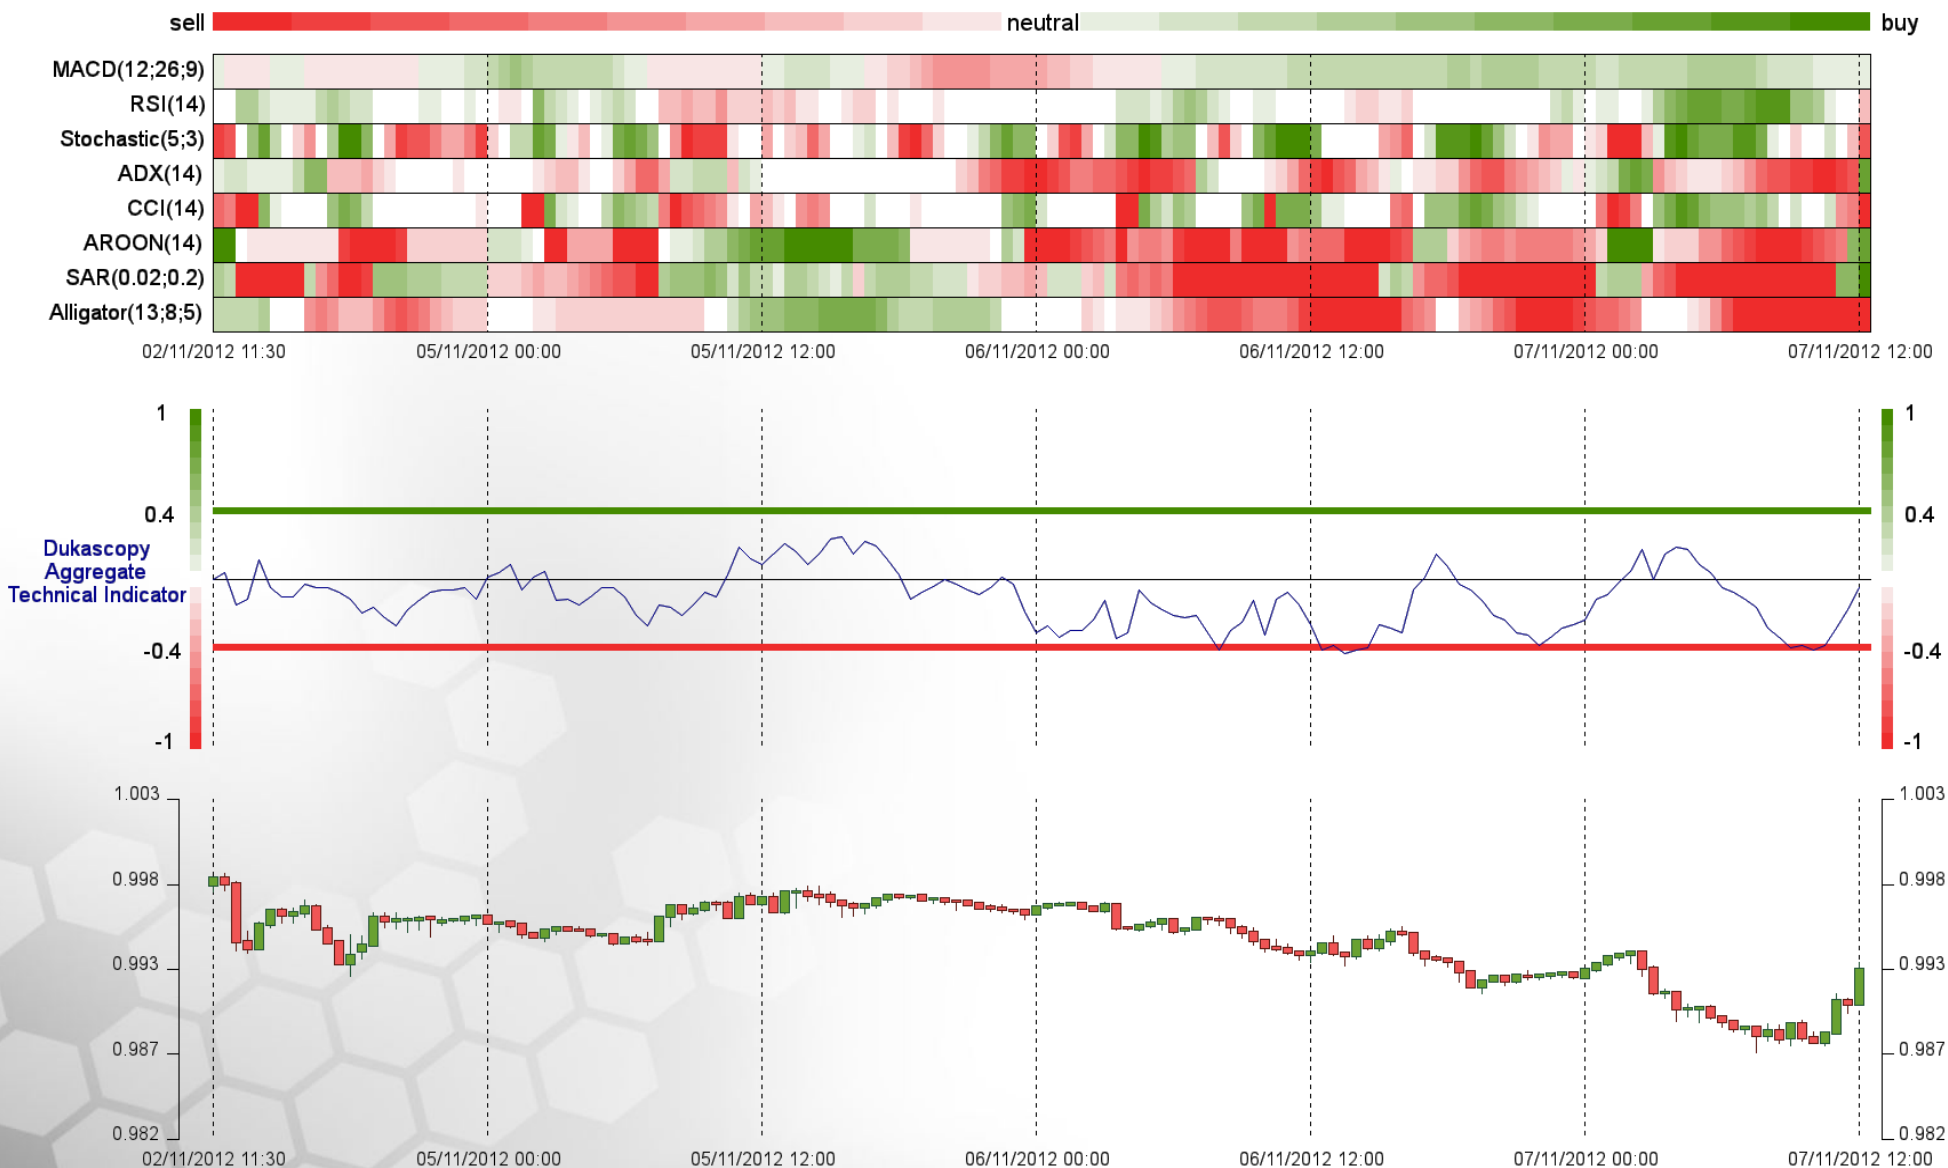 sell neutral buy
MACD(12;26;9)
RSI(14)
Stochastic(5;3)
ADX(14)
CCI(14)
AROON(14)
SAR(0.02;0.2)
Alligator(13;8;5)
02/11/2012 11:30 05/11/2012 00:00 05/11/2012 12:00 06/11/2012 00:00 06/11/2012 12:00 07/11/2012 00:00 07/11/2012 12:00
1 1
0.4 0.4
Dukascopy
Aggregate
Technical Indicator
-0.4 -0.4
-1 -1
1.003 1.003
0.998 0.998
0.993 0.993
0.987 0.987
0.982 0.982
02/11/2012 11:30 05/11/2012 00:00 05/11/2012 12:00 06/11/2012 00:00 06/11/2012 12:00 07/11/2012 00:00 07/11/2012 12:00